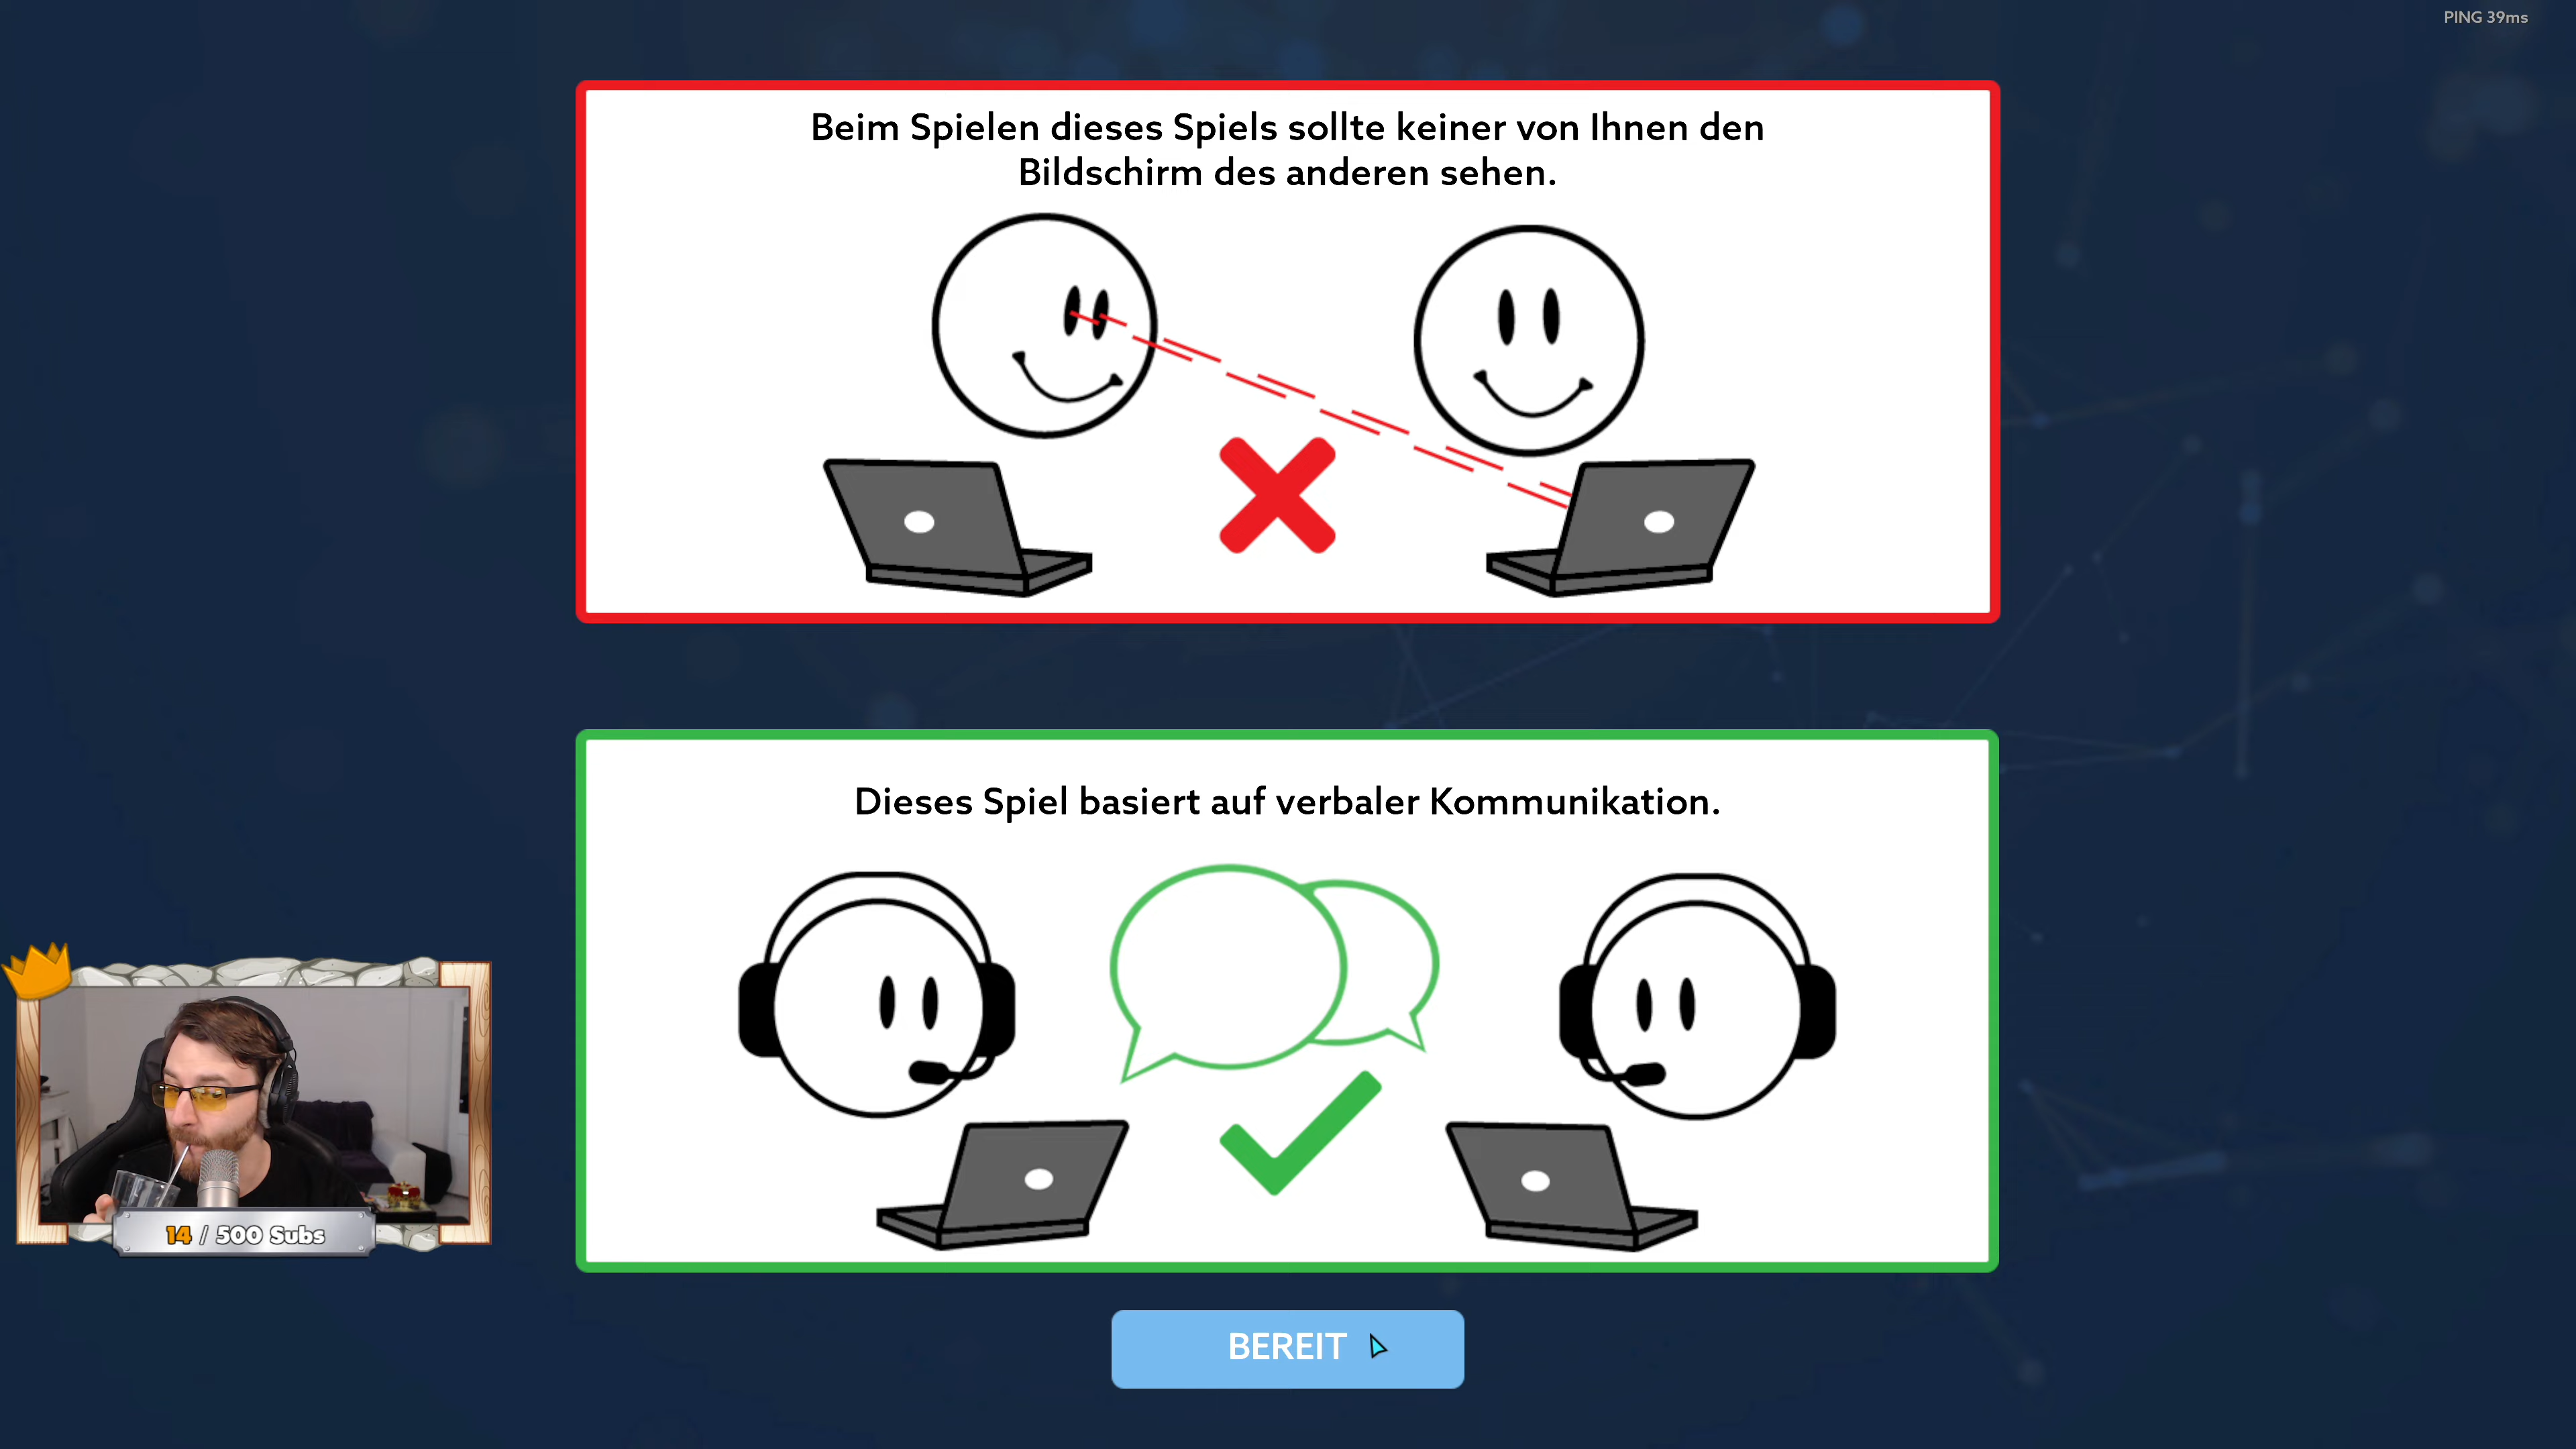 PING 39ms
Beim Spielen dieses Spiels sollte keiner von Ihnen den
Bildschirm des anderen sehen.
Dieses Spiel basiert auf verbaler Kommunikation.
14 / 500 Subs
BEREIT